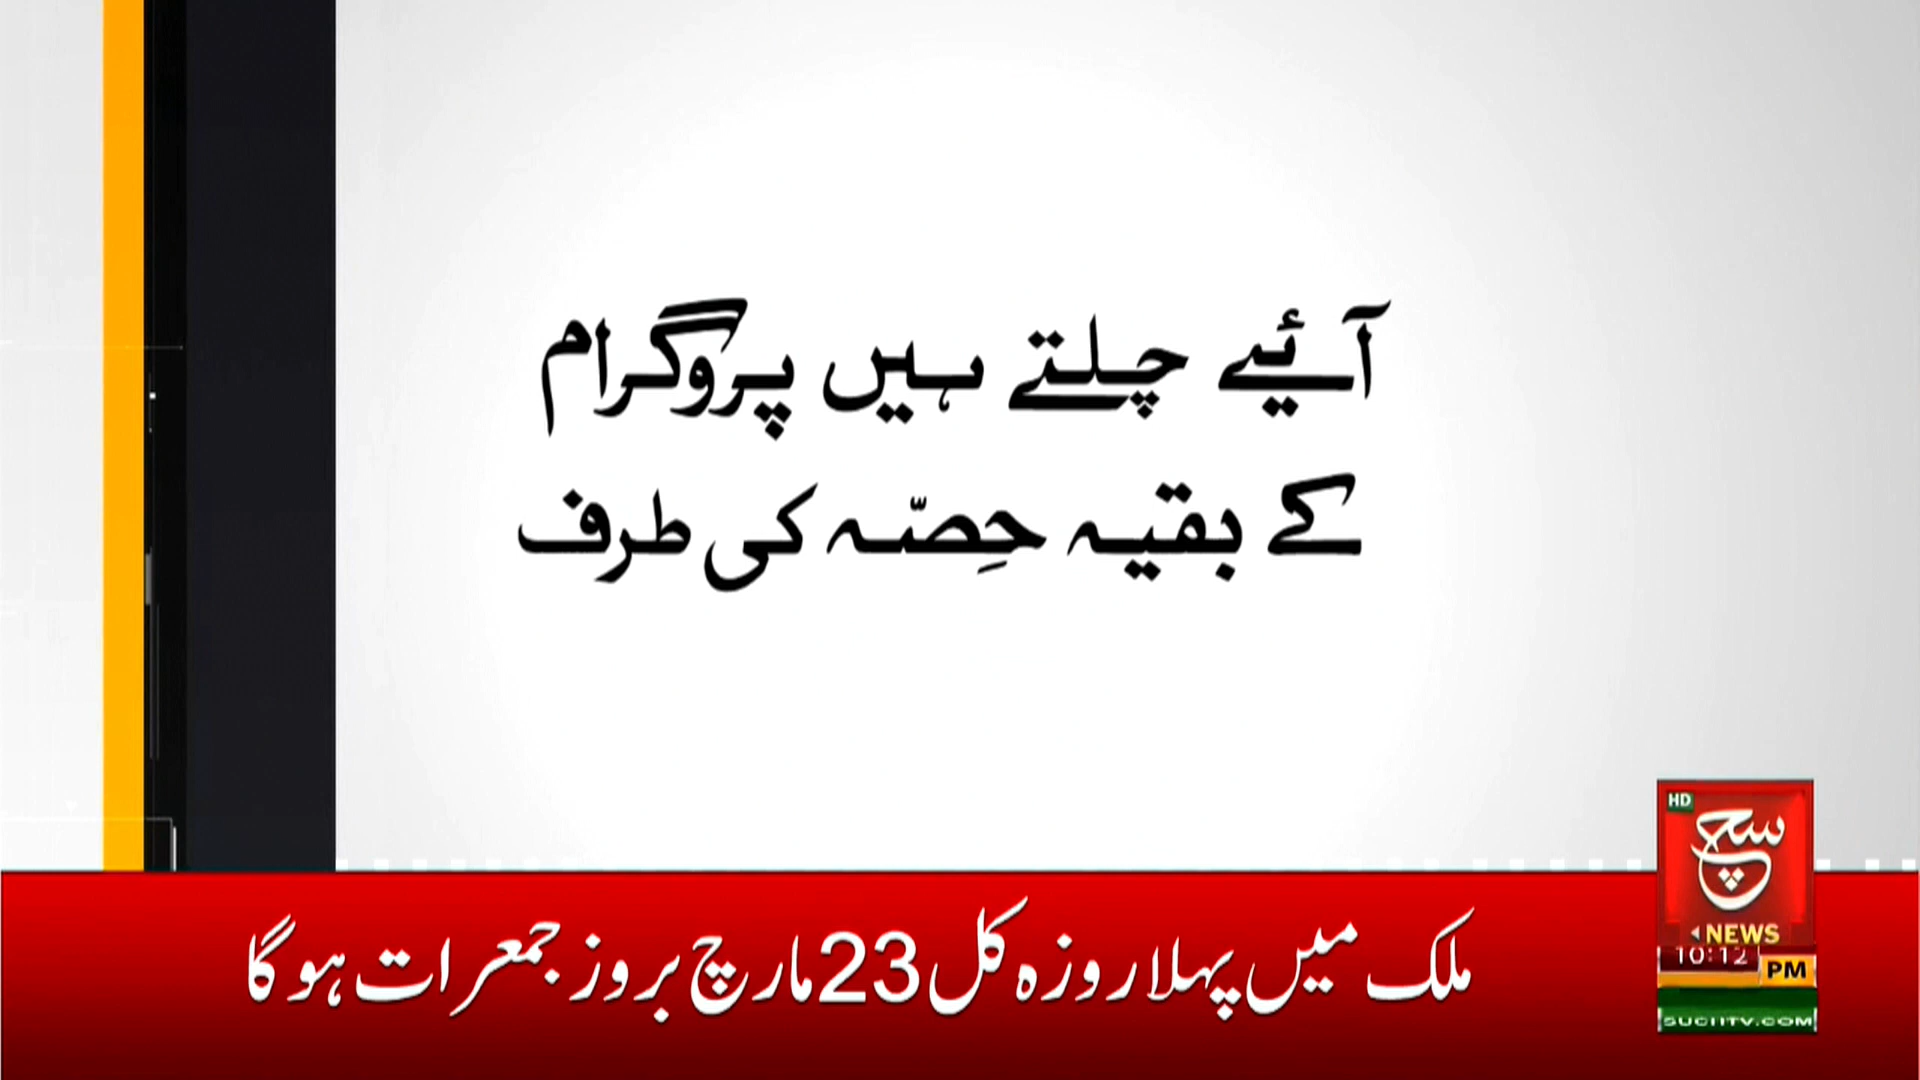 آئیے چلتے ہیں پروگرام
کے بقیہ حِصّہ کی طرف
HD
سچ
NEWS
10:12 PM
SUCHTV.COM
ملک میں پہلا روزہ کل 23 مارچ بروز جمعرات ہوگا